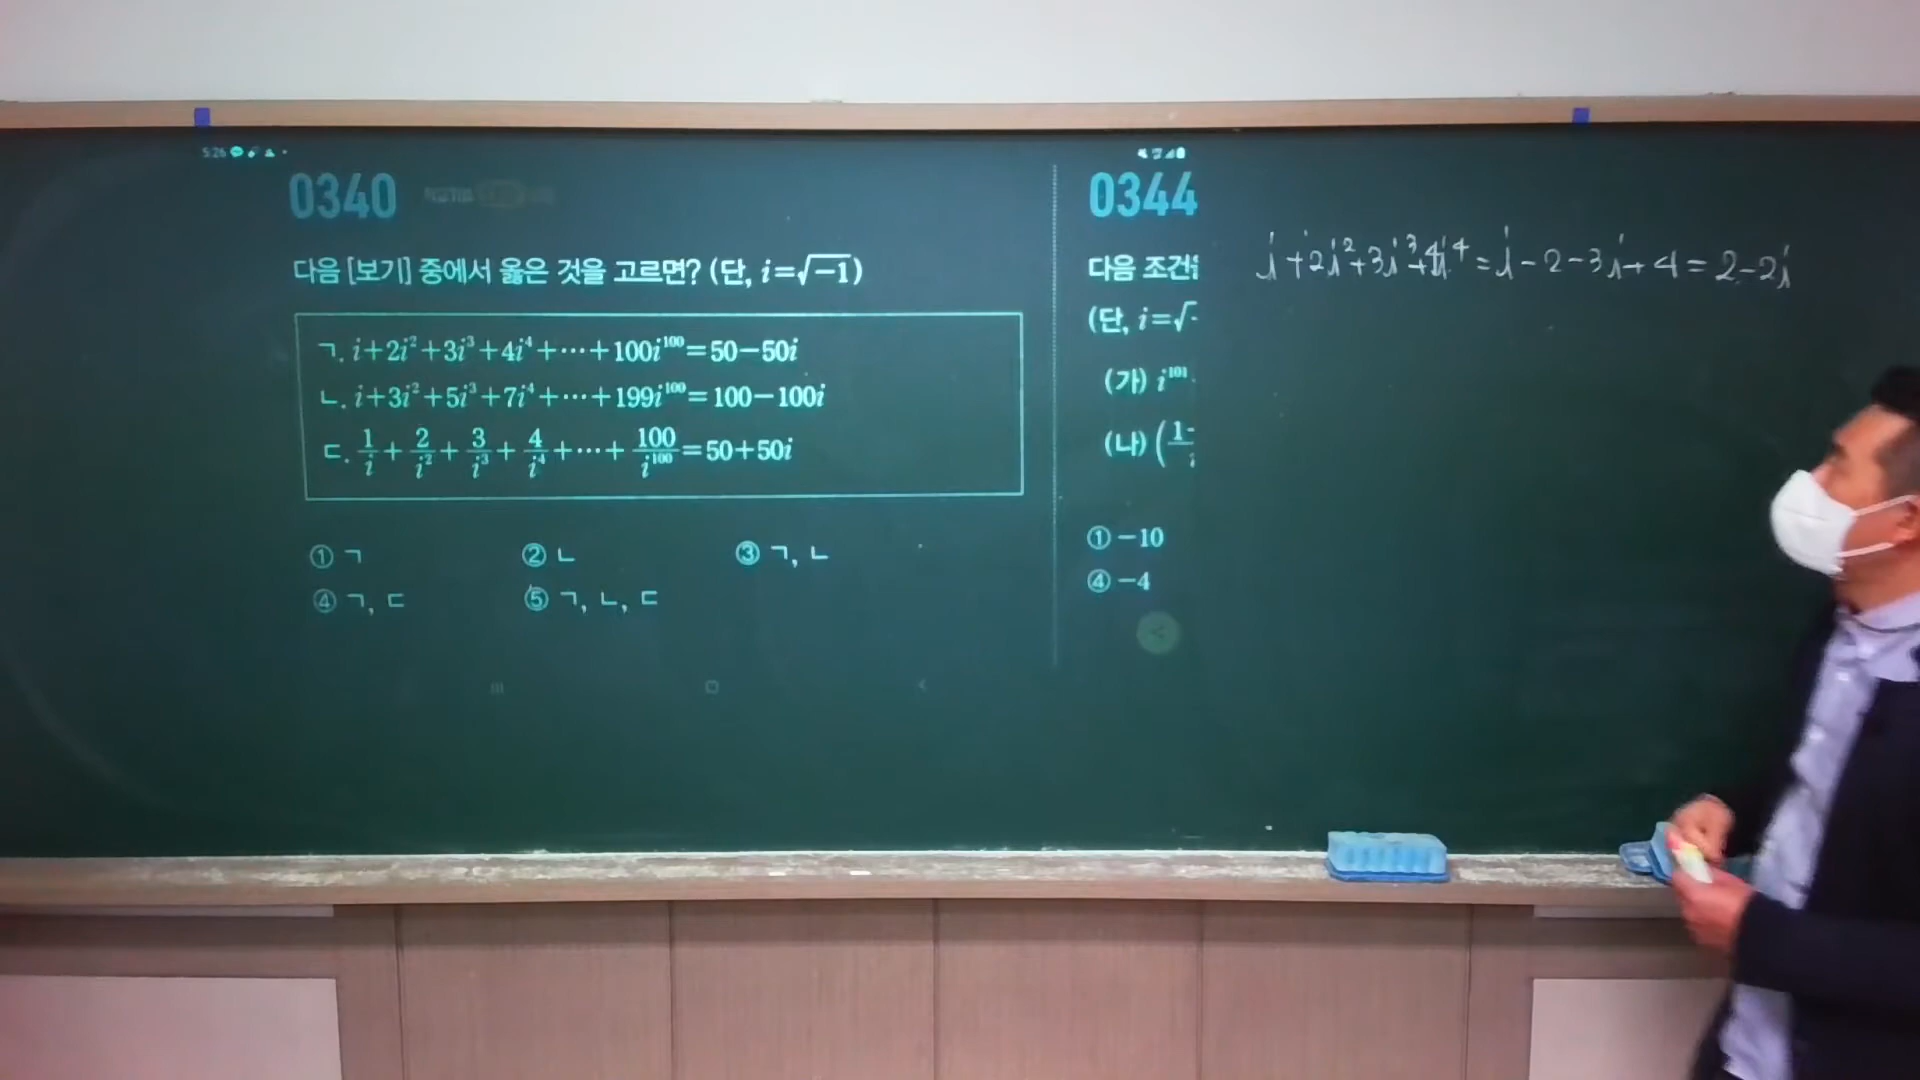 5:26
0340
다음 [보기] 중에서 옳은 것을 고르면? (단, i=√-1)
ㄱ. i+2i²+3i³+4i⁴+⋯+100i¹⁰⁰=50-50i
ㄴ. i+3i²+5i³+7i⁴+⋯+199i¹⁰⁰=100-100i
ㄷ. 1/i+2/i²+3/i³+4/i⁴+⋯+100/i¹⁰⁰=50+50i
① ㄱ ② ㄴ ③ ㄱ, ㄴ
④ ㄱ, ㄷ ⑤ ㄱ, ㄴ, ㄷ
0344
다음 조건
(단, i=√-
(가) i¹⁰¹
(나) (1-
① -10
④ -4
i+2i²+3i³+4i⁴=i-2-3i+4=2-2i